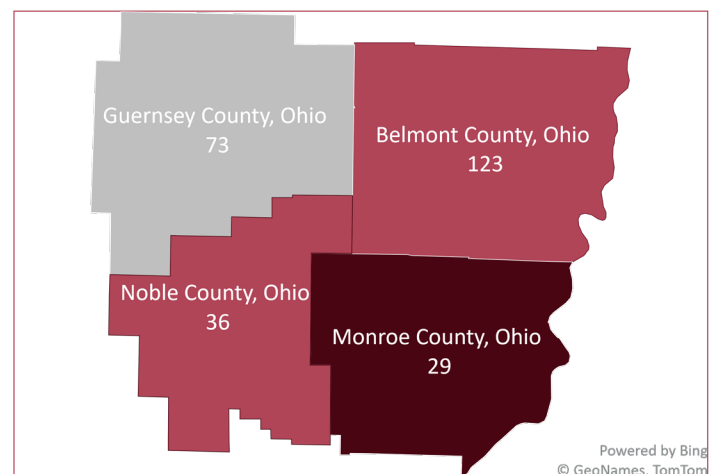 Guernsey County, Ohio
73
Belmont County, Ohio
123
Noble County, Ohio
36
Monroe County, Ohio
29
Powered by Bing
© GeoNames, TomTom